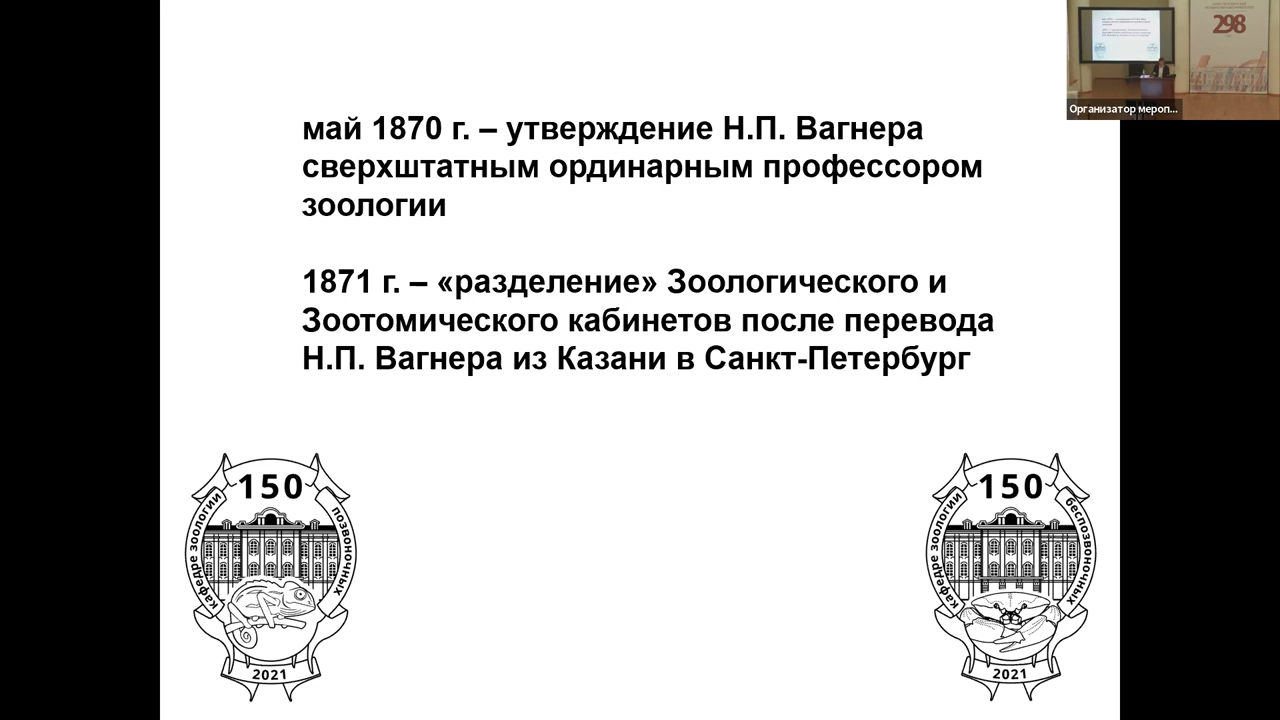 май 1870 г. – утверждение Н.П. Вагнера
сверхштатным ординарным профессором
зоологии
1871 г. – «разделение» Зоологического и
Зоотомического кабинетов после перевода
Н.П. Вагнера из Казани в Санкт-Петербург
150
кафедре зоологии
позвоночных
2021
150
кафедре зоологии
беспозвоночных
2021
298
Организатор мероп...